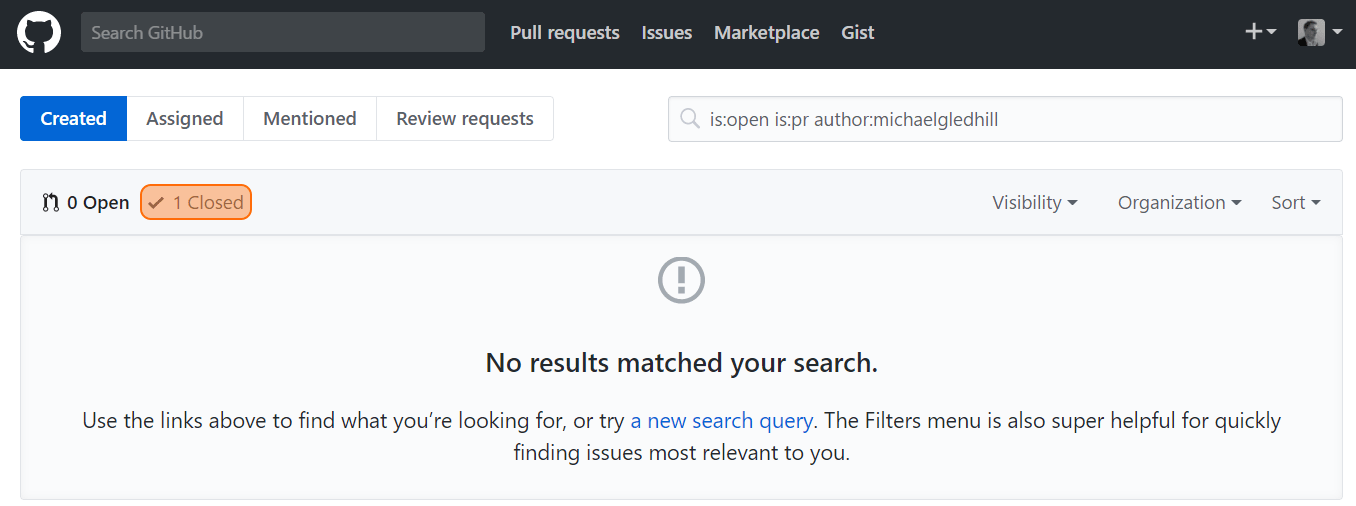 Search GitHub Pull requests Issues Marketplace Gist
Created Assigned Mentioned Review requests is:open is:pr author:michaelgledhill
0 Open 1 Closed Visibility Organization Sort
No results matched your search.
Use the links above to find what you’re looking for, or try a new search query. The Filters menu is also super helpful for quickly
finding issues most relevant to you.